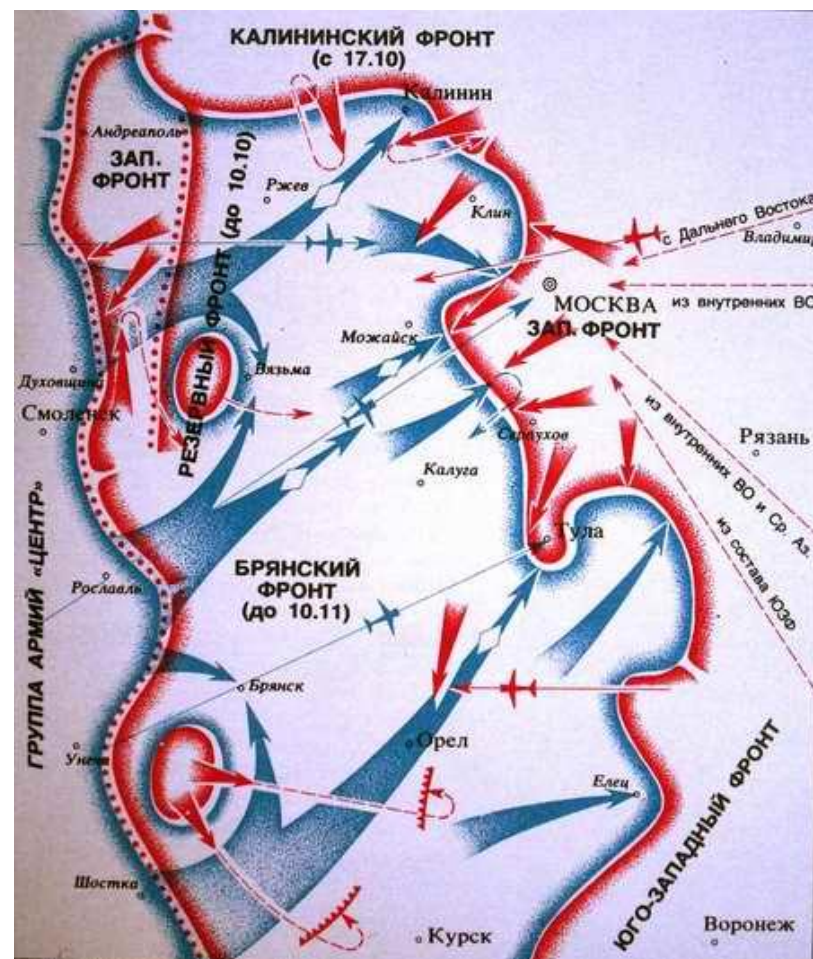 КАЛИНИНСКИЙ ФРОНТ
(с 17.10)
Калинин
Андреаполь
ЗАП.
ФРОНТ
РЕЗЕРВНЫЙ ФРОНТ (до 10.10)
Ржев
Клин
с Дальнего Востока
Владимир
МОСКВА
из внутренних ВО
ЗАП. ФРОНТ
Можайск
Духовщина
Вязьма
Смоленск
Серпухов
из внутренних ВО и Ср. Аз.
Рязань
Калуга
из состава ЮЗФ
ГРУППА АРМИЙ «ЦЕНТР»
Тула
БРЯНСКИЙ
ФРОНТ
(до 10.11)
Рославль
Брянск
Унеча
Орел
Елец
ЮГО-ЗАПАДНЫЙ ФРОНТ
Шостка
Курск
Воронеж